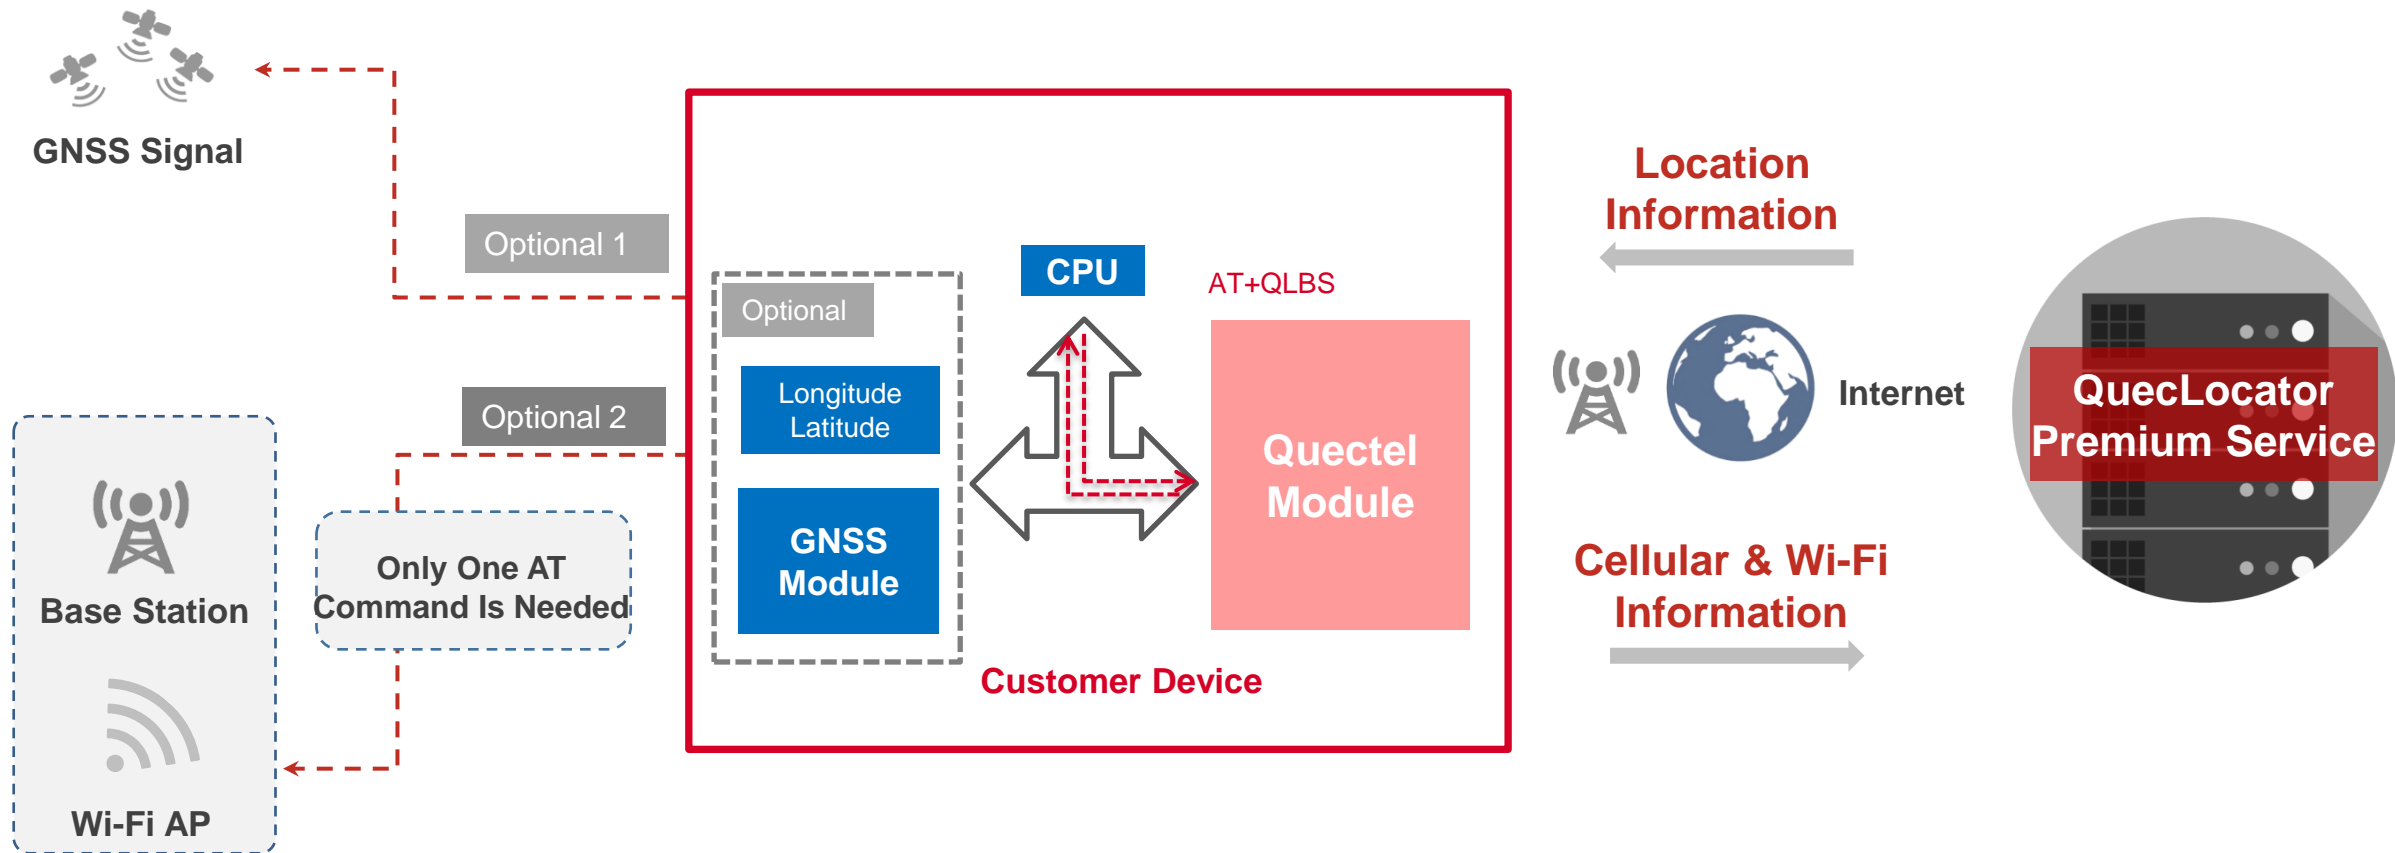 GNSS Signal
Optional 1
Optional 2
Base Station
Wi-Fi AP
Only One AT
Command Is Needed
Optional
Longitude
Latitude
GNSS
Module
CPU
AT+QLBS
Quectel
Module
Customer Device
Location
Information
Internet
Cellular & Wi-Fi
Information
QuecLocator
Premium Service